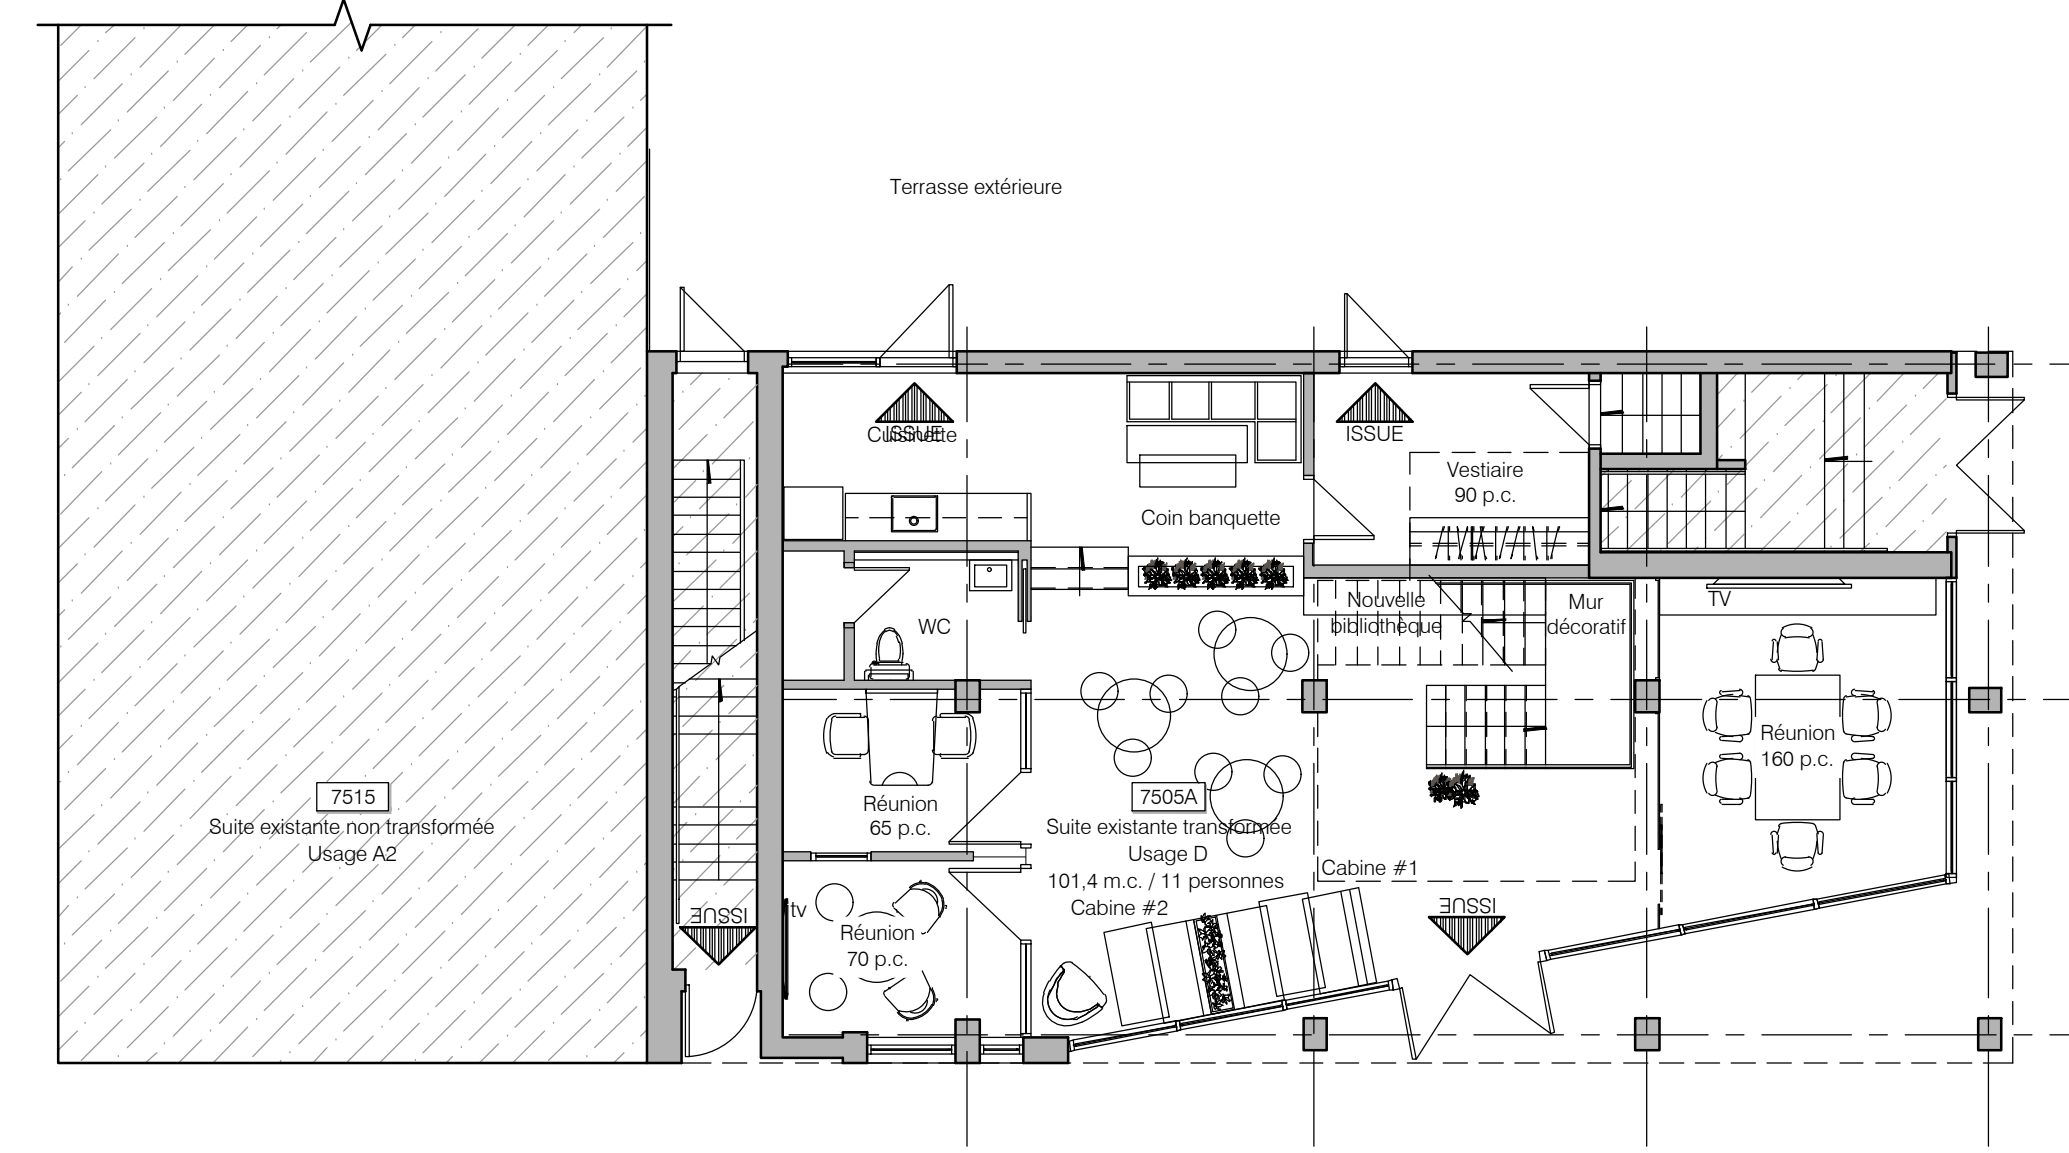 Terrasse extérieure
Cuisinette
ISSUE
ISSUE
Vestiaire
90 p.c.
Coin banquette
Nouvelle
bibliothèque
Mur
décoratif
TV
WC
Réunion
160 p.c.
7515
Suite existante non transformée
Usage A2
Réunion
65 p.c.
7505A
Suite existante transformée
Usage D
101,4 m.c. / 11 personnes
Cabine #2
Cabine #1
ISSUE
tv
Réunion
70 p.c.
ISSUE